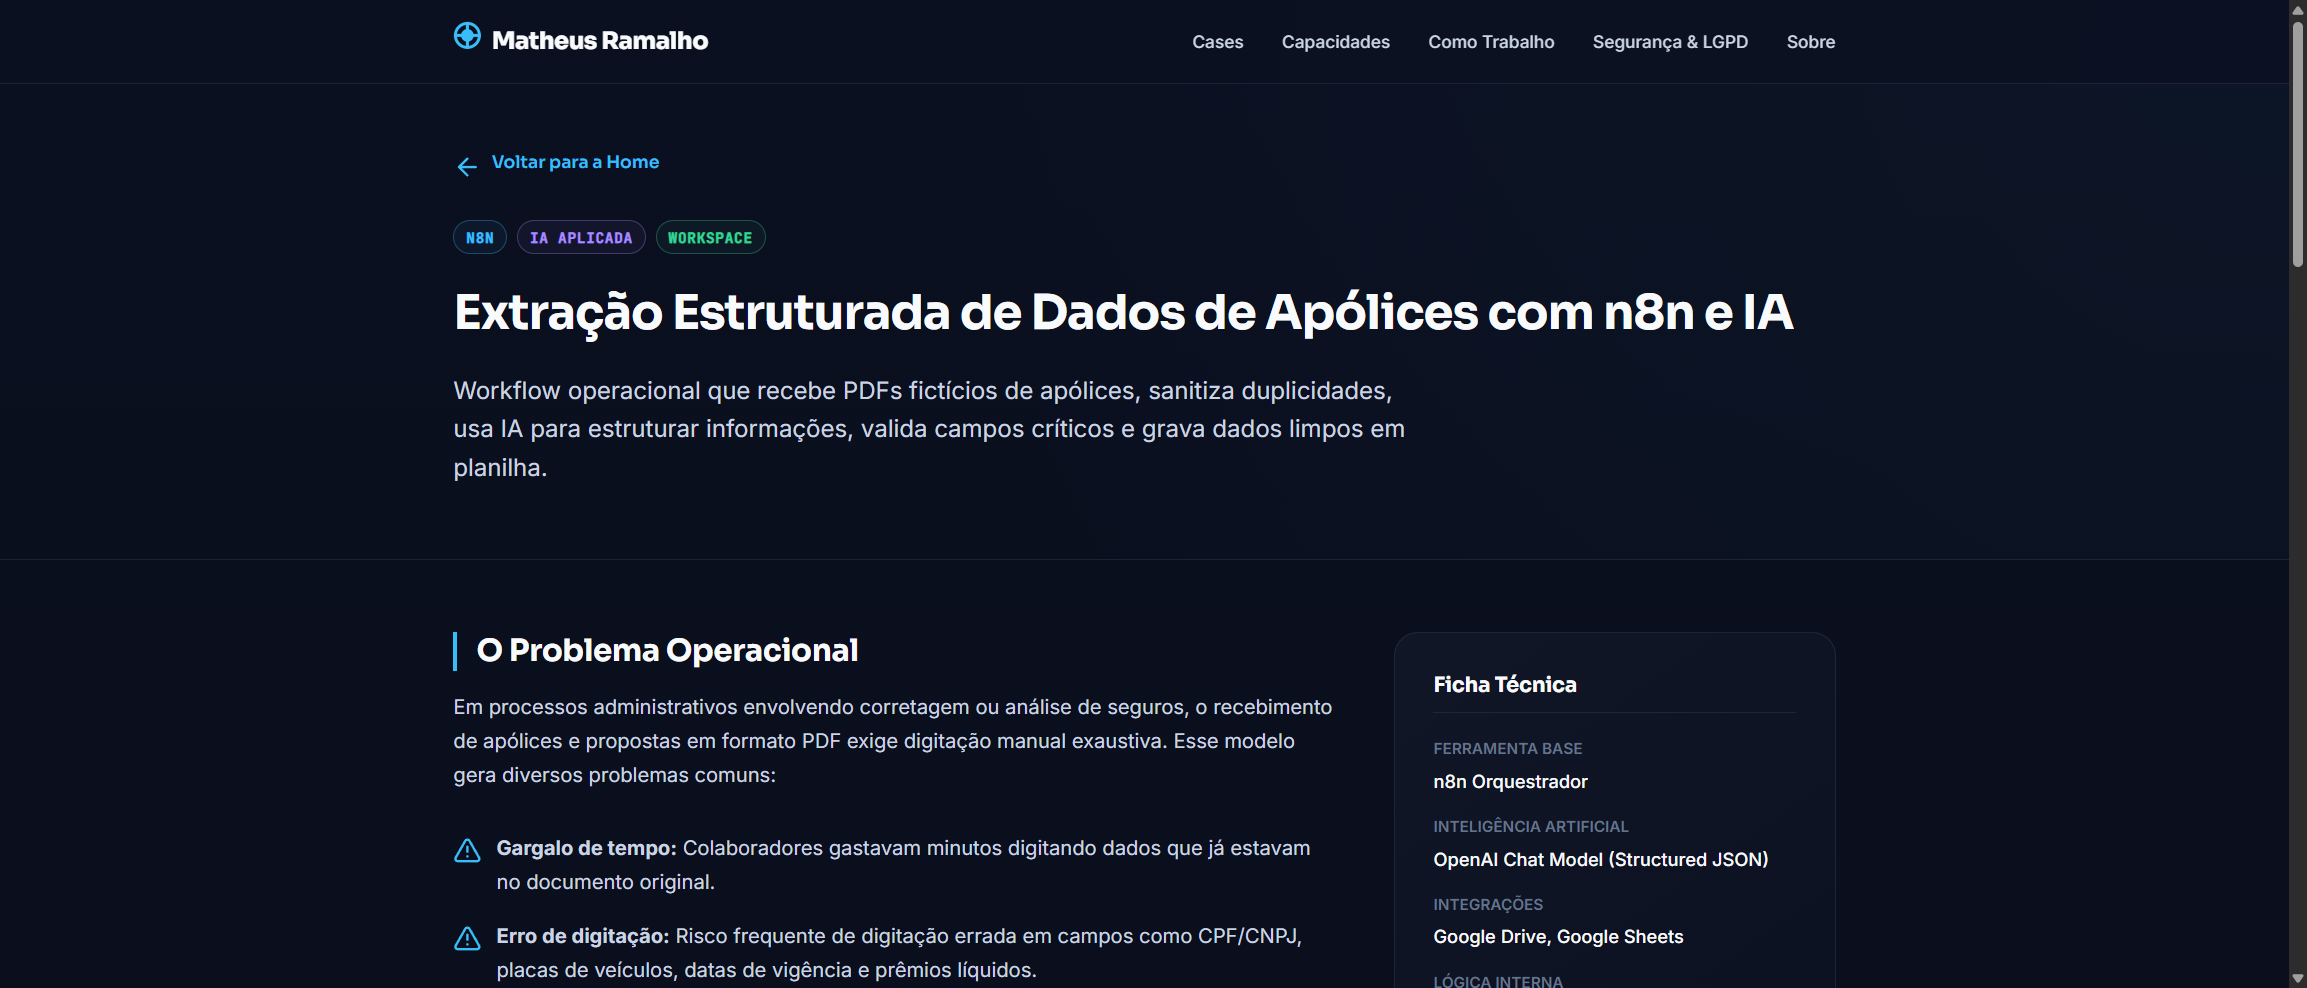 Matheus Ramalho
Cases
Capacidades
Como Trabalho
Segurança & LGPD
Sobre
Voltar para a Home
N8N
IA APLICADA
WORKSPACE
Extração Estruturada de Dados de Apólices com n8n e IA
Workflow operacional que recebe PDFs fictícios de apólices, sanitiza duplicidades,
usa IA para estruturar informações, valida campos críticos e grava dados limpos em
planilha.
O Problema Operacional
Em processos administrativos envolvendo corretagem ou análise de seguros, o recebimento
de apólices e propostas em formato PDF exige digitação manual exaustiva. Esse modelo
gera diversos problemas comuns:
Gargalo de tempo: Colaboradores gastavam minutos digitando dados que já estavam
no documento original.
Erro de digitação: Risco frequente de digitação errada em campos como CPF/CNPJ,
placas de veículos, datas de vigência e prêmios líquidos.
Ficha Técnica
FERRAMENTA BASE
n8n Orquestrador
INTELIGÊNCIA ARTIFICIAL
OpenAI Chat Model (Structured JSON)
INTEGRAÇÕES
Google Drive, Google Sheets
LÓGICA INTERNA